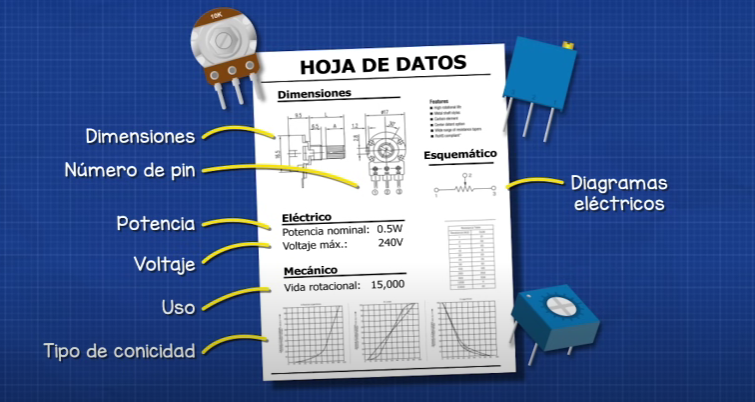 10K
HOJA DE DATOS
Dimensiones
Features
Esquemático
Eléctrico
Potencia nominal: 0.5W
Voltaje máx.: 240V
Mecánico
Vida rotacional: 15,000
Dimensiones
Número de pin
Potencia
Voltaje
Uso
Tipo de conicidad
Diagramas
eléctricos